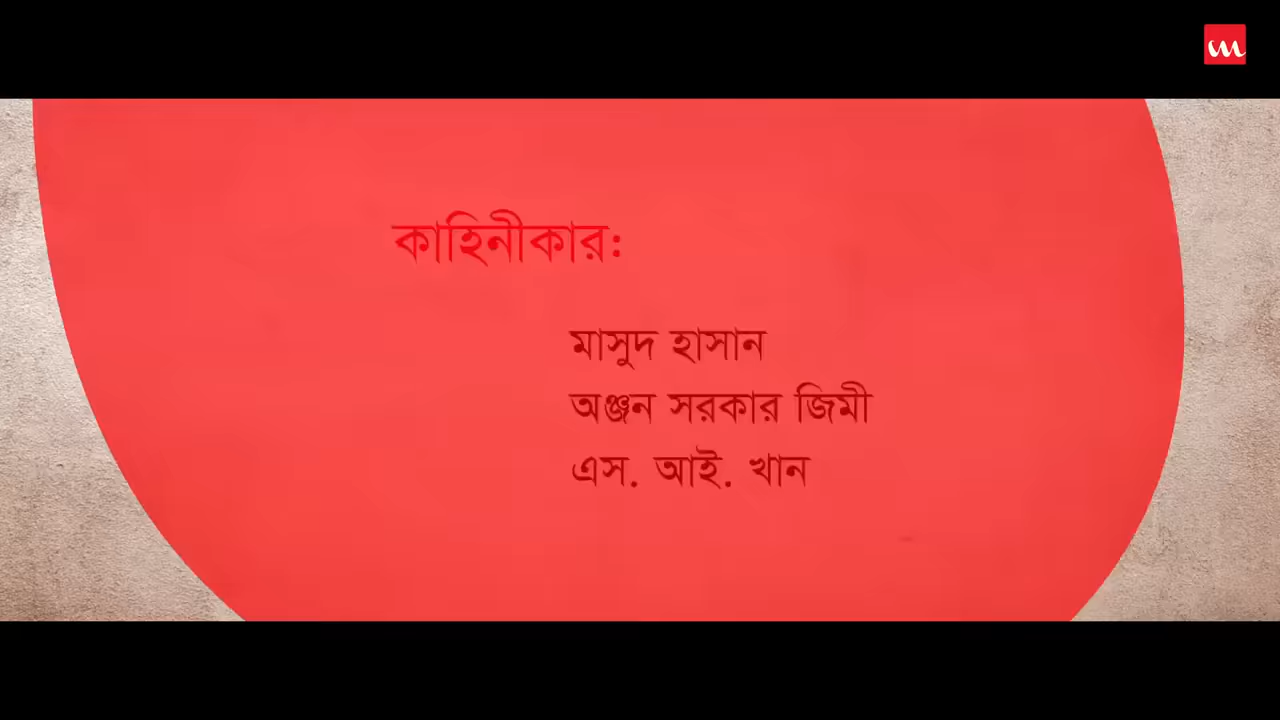 কাহিনীকার:
মাসুদ হাসান
অঞ্জন সরকার জিমী
এস. আই. খান